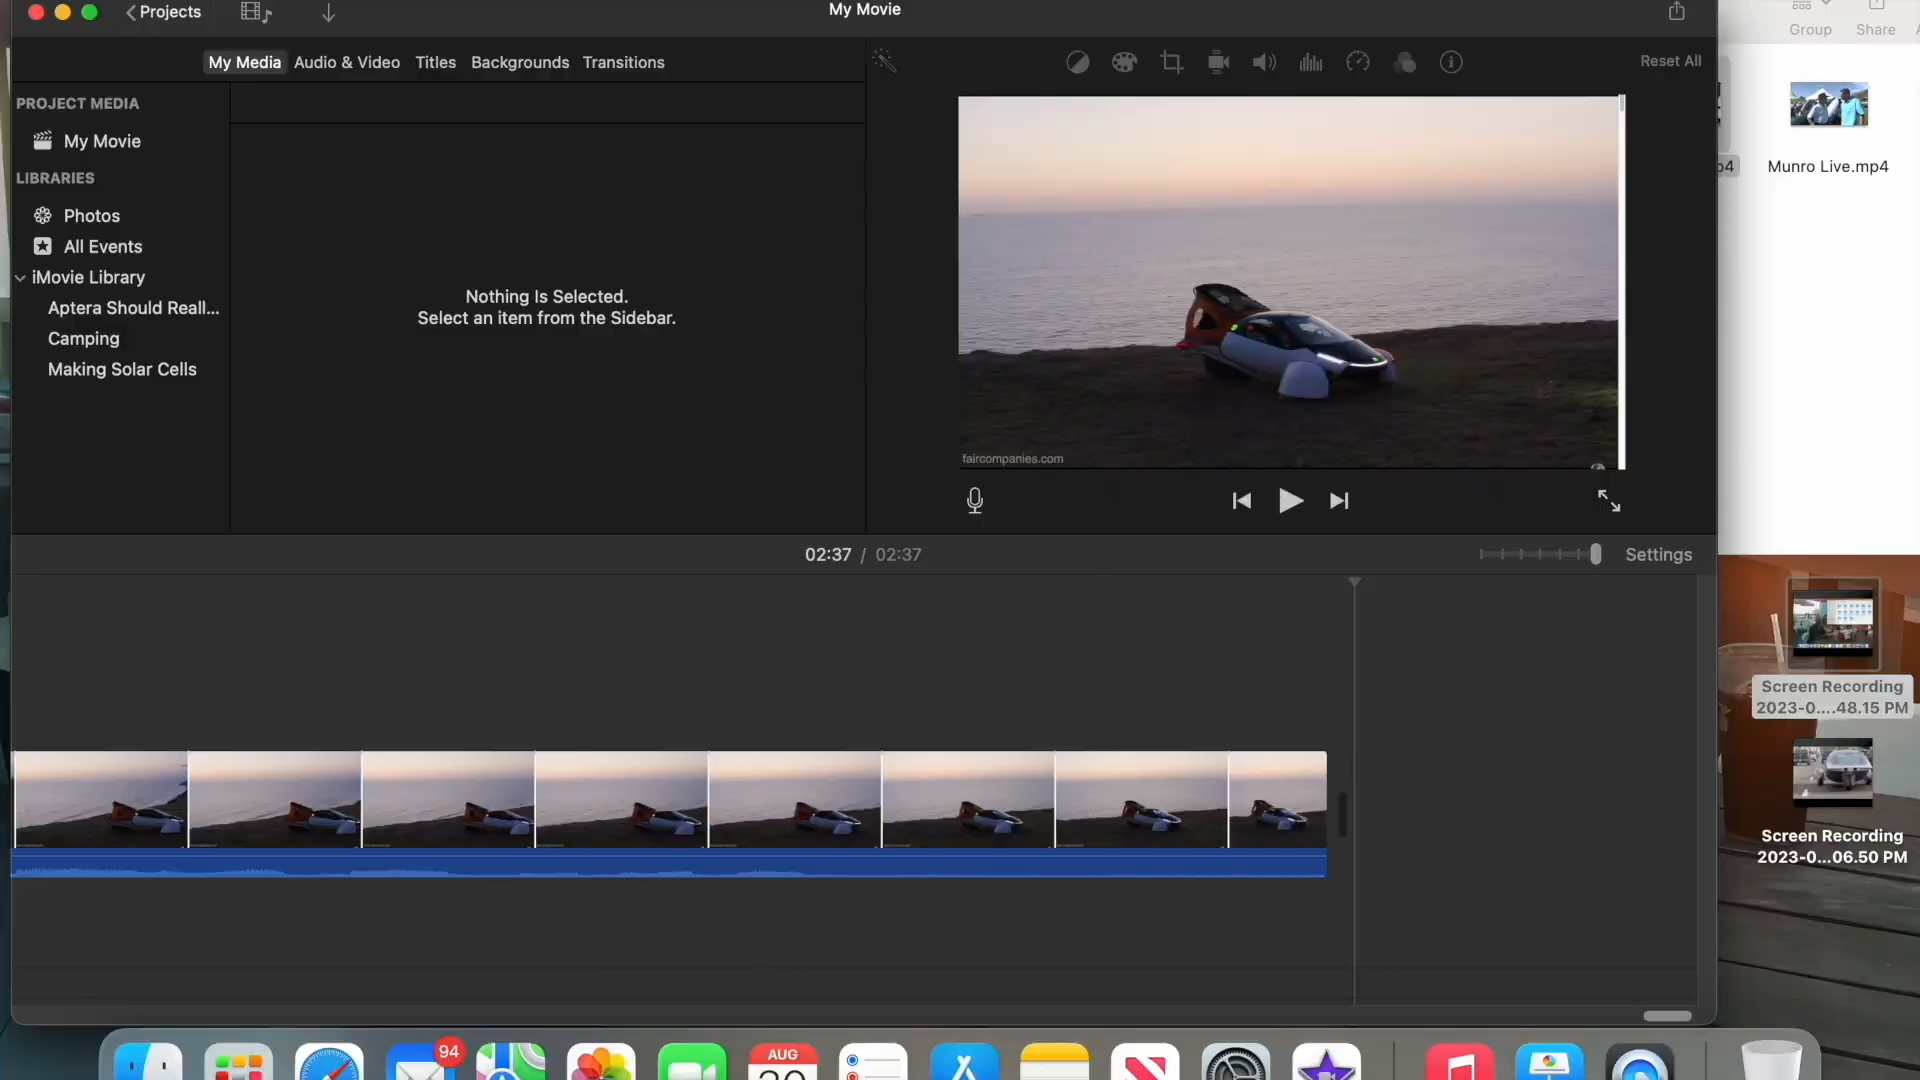 Projects
My Movie
Group
Share
My Media
Audio & Video
Titles
Backgrounds
Transitions
Reset All
PROJECT MEDIA
My Movie
LIBRARIES
Photos
All Events
iMovie Library
Aptera Should Reall...
Camping
Making Solar Cells
Nothing Is Selected.
Select an item from the Sidebar.
faircompanies.com
p4
Munro Live.mp4
02:37 / 02:37
Settings
Screen Recording
2023-0....48.15 PM
Screen Recording
2023-0...06.50 PM
94
AUG